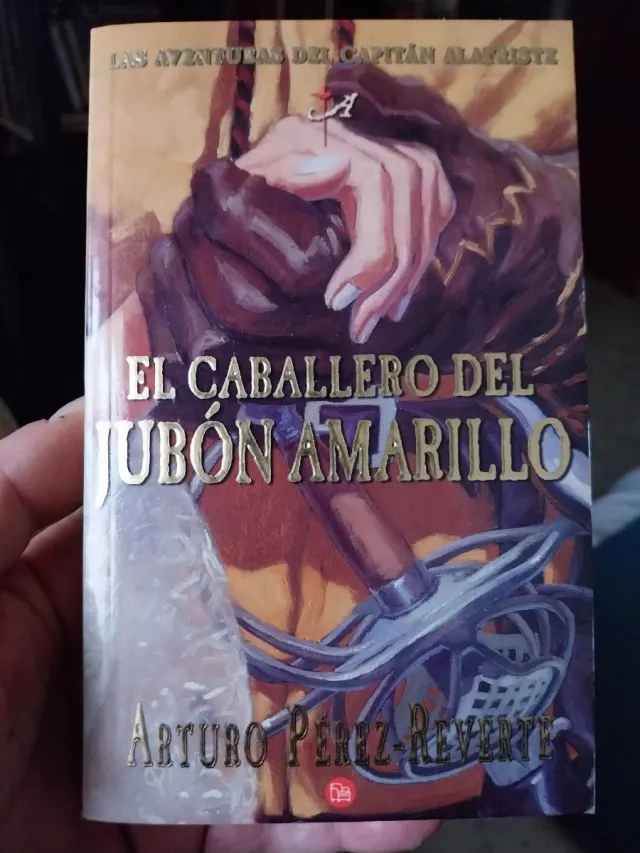 LAS AVENTURAS DEL CAPITÁN ALATRISTE
A
EL CABALLERO DEL
JUBÓN AMARILLO
ARTURO PÉREZ-REVERTE